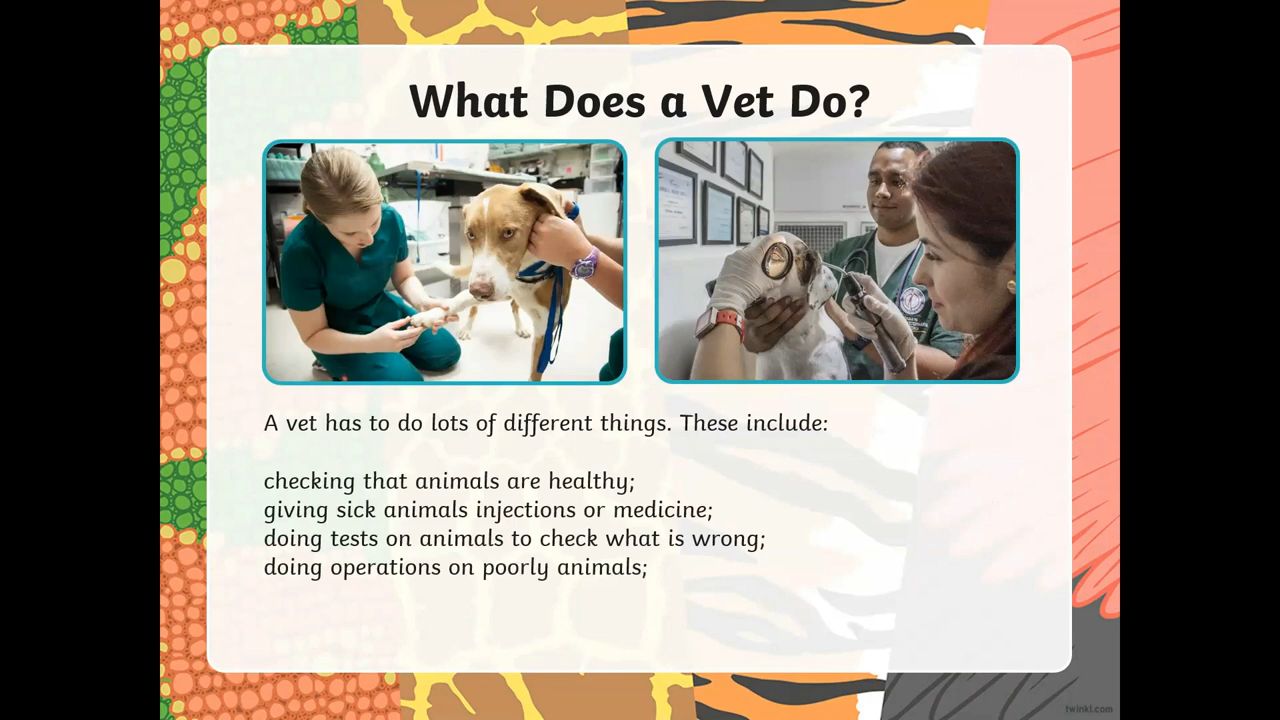 What Does a Vet Do?
A vet has to do lots of different things. These include:
checking that animals are healthy;
giving sick animals injections or medicine;
doing tests on animals to check what is wrong;
doing operations on poorly animals;
twinkl.com